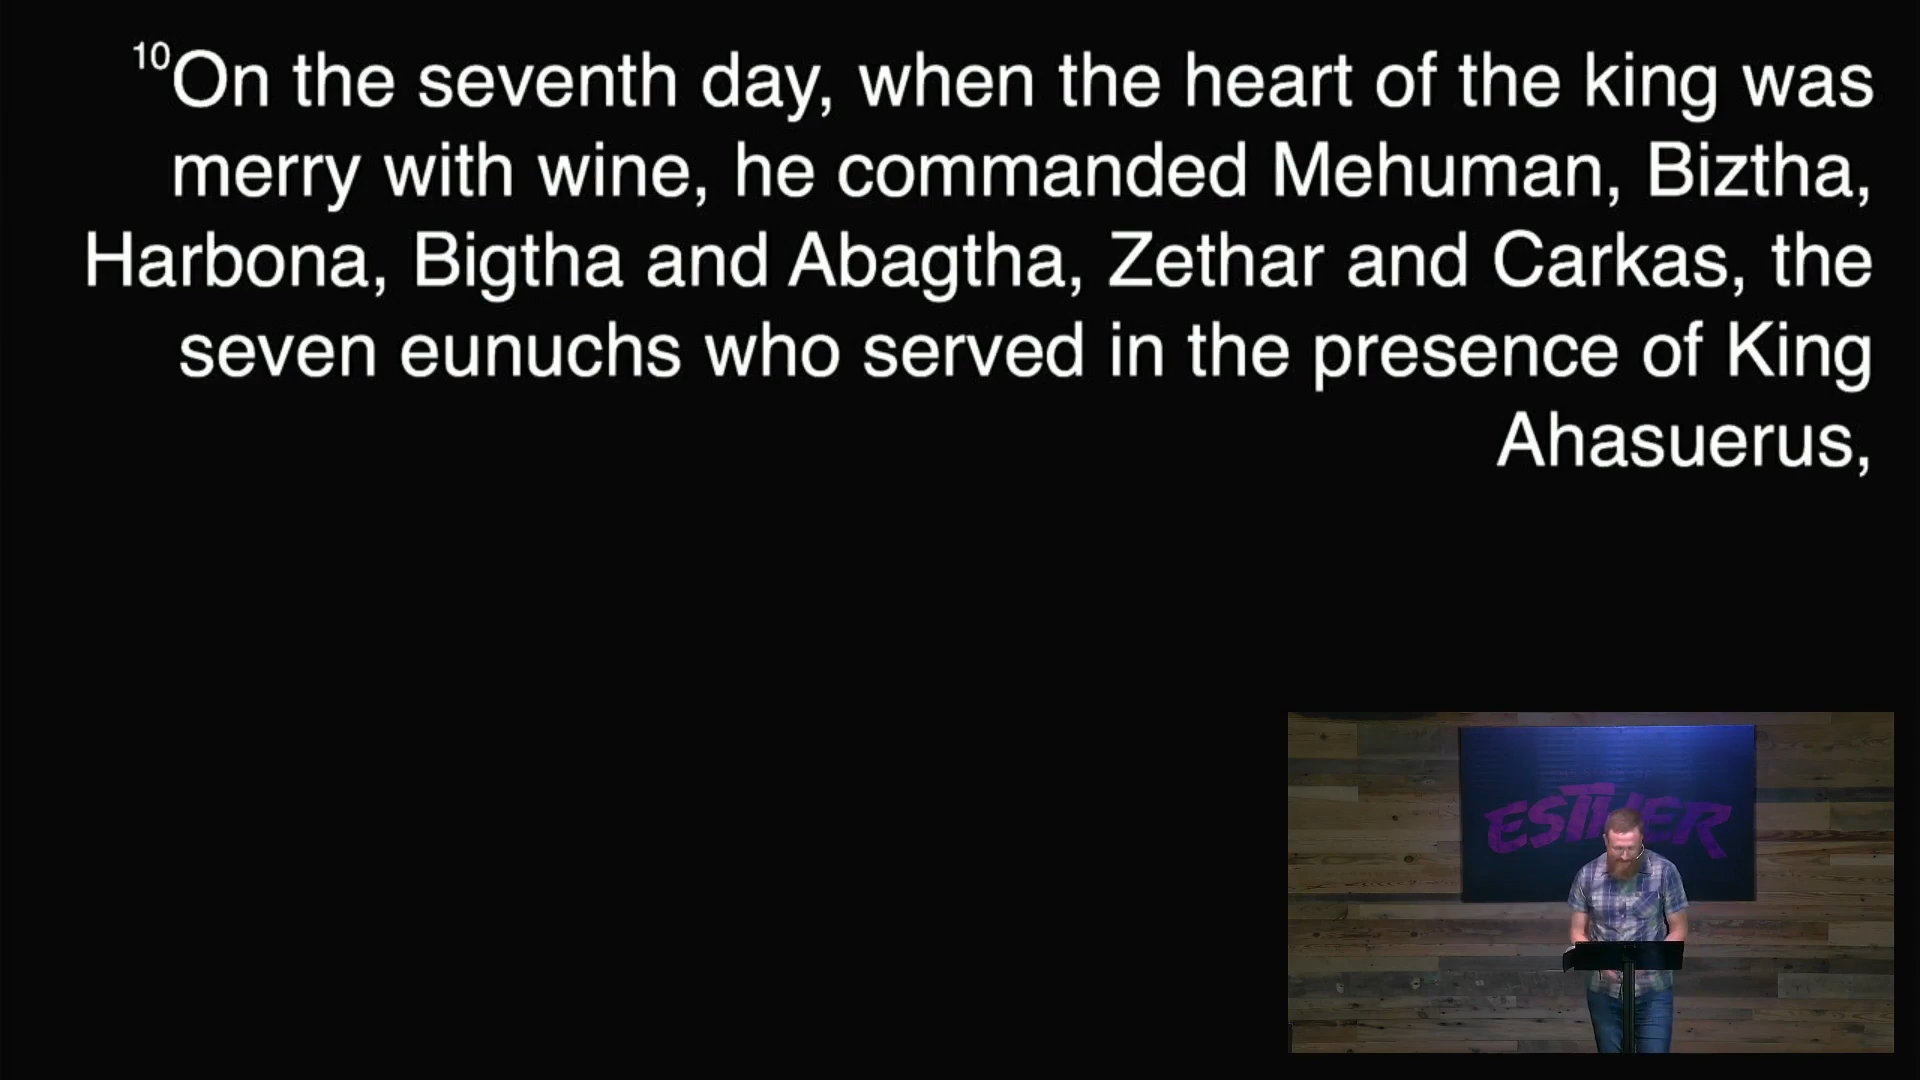 10On the seventh day, when the heart of the king was
merry with wine, he commanded Mehuman, Biztha,
Harbona, Bigtha and Abagtha, Zethar and Carkas, the
seven eunuchs who served in the presence of King
Ahasuerus,
ESTHER